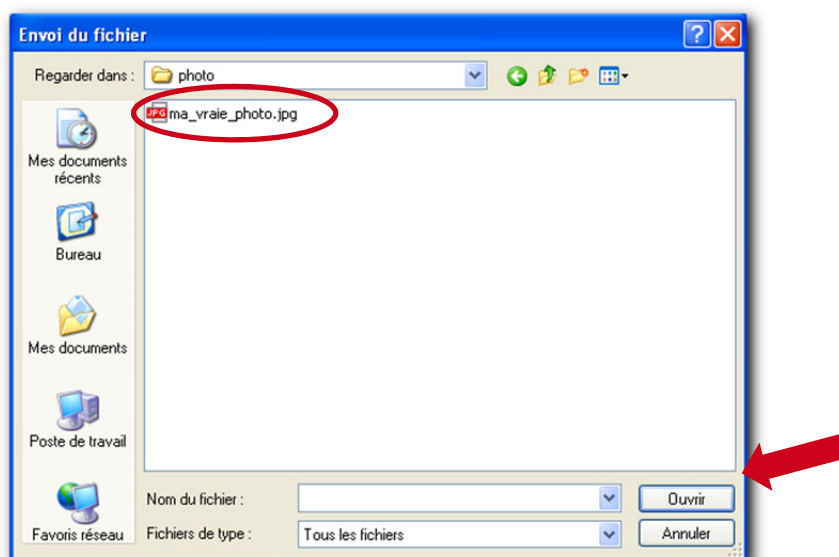 Envoi du fichier
Regarder dans :
photo
JPG
ma_vraie_photo.jpg
Mes documents
récents
Bureau
Mes documents
Poste de travail
Favoris réseau
Nom du fichier :
Ouvrir
Fichiers de type :
Tous les fichiers
Annuler